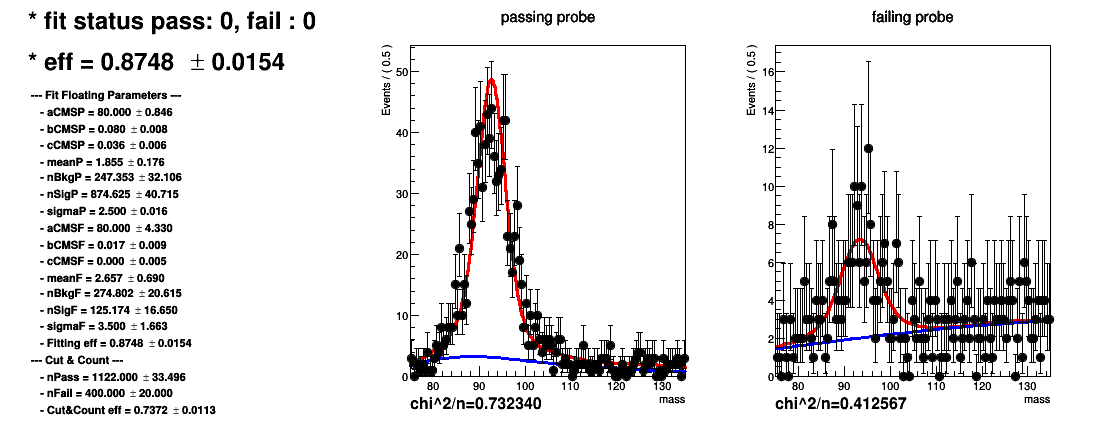 * fit status pass: 0, fail : 0
* eff = 0.8748 ± 0.0154
--- Fit Floating Parameters ---
- aCMSP = 80.000 ± 0.846
- bCMSP = 0.080 ± 0.008
- cCMSP = 0.036 ± 0.006
- meanP = 1.855 ± 0.176
- nBkgP = 247.353 ± 32.106
- nSigP = 874.625 ± 40.715
- sigmaP = 2.500 ± 0.016
- aCMSF = 80.000 ± 4.330
- bCMSF = 0.017 ± 0.009
- cCMSF = 0.000 ± 0.005
- meanF = 2.657 ± 0.690
- nBkgF = 274.802 ± 20.615
- nSigF = 125.174 ± 16.650
- sigmaF = 3.500 ± 1.663
- Fitting eff = 0.8748 ± 0.0154
--- Cut & Count ---
- nPass = 1122.000 ± 33.496
- nFail = 400.000 ± 20.000
- Cut&Count eff = 0.7372 ± 0.0113
passing probe
Events / ( 0.5 )
50
40
30
20
10
0
80 90 100 110 120 130
mass
chi^2/n=0.732340
failing probe
Events / ( 0.5 )
16
14
12
10
8
6
4
2
0
80 90 100 110 120 130
mass
chi^2/n=0.412567